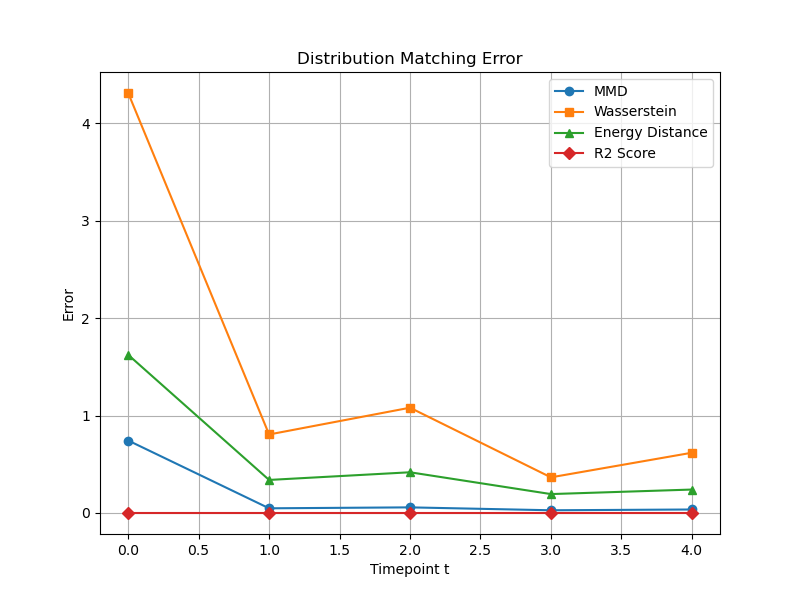 Distribution Matching Error
MMD
Wasserstein
Energy Distance
R2 Score
4
3
2
1
0
Error
0.0 0.5 1.0 1.5 2.0 2.5 3.0 3.5 4.0
Timepoint t